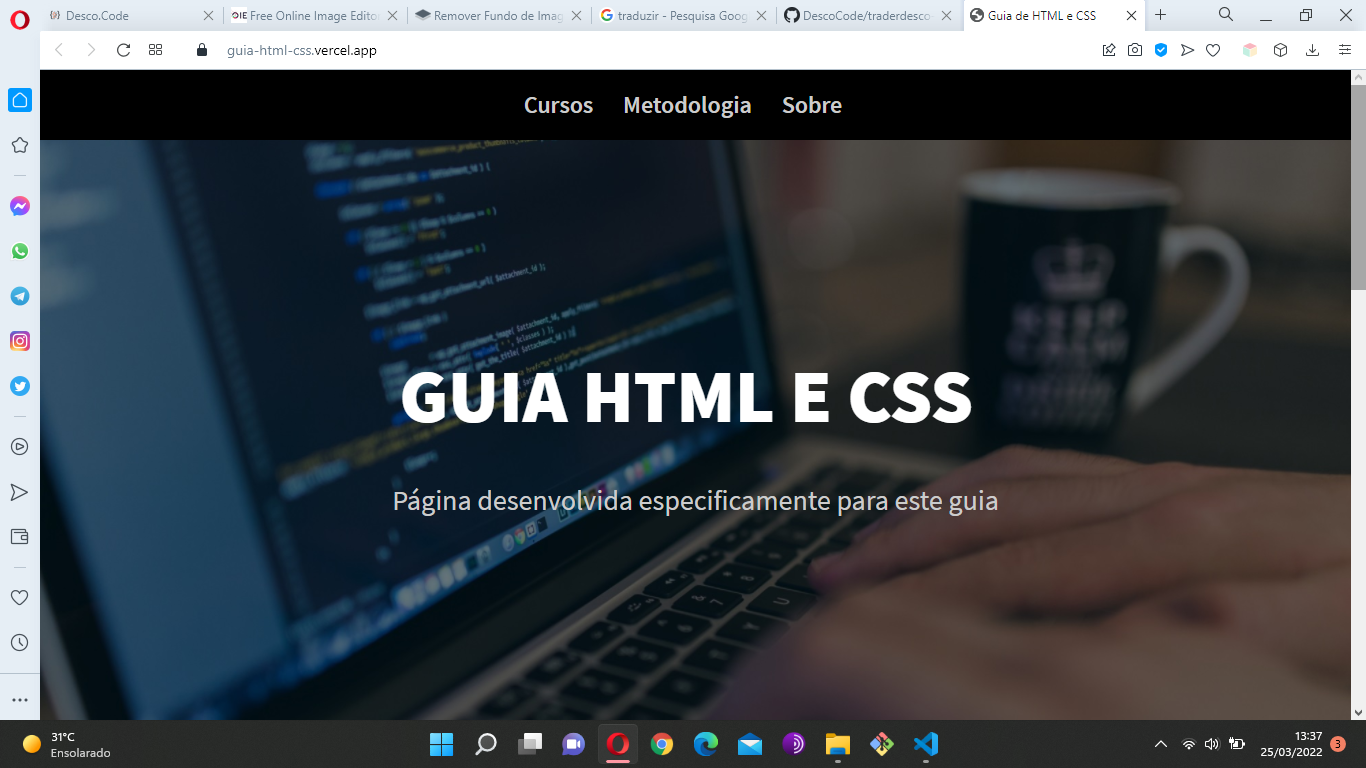 Desco.Code
Free Online Image Edito
Remover Fundo de Imag
traduzir - Pesquisa Goog
DescoCode/traderdesco
Guia de HTML e CSS
guia-html-css.vercel.app
Cursos Metodologia Sobre
KEEP
GUIA HTML E CSS
Página desenvolvida especificamente para este guia
31°C
Ensolarado
13:37
25/03/2022
3